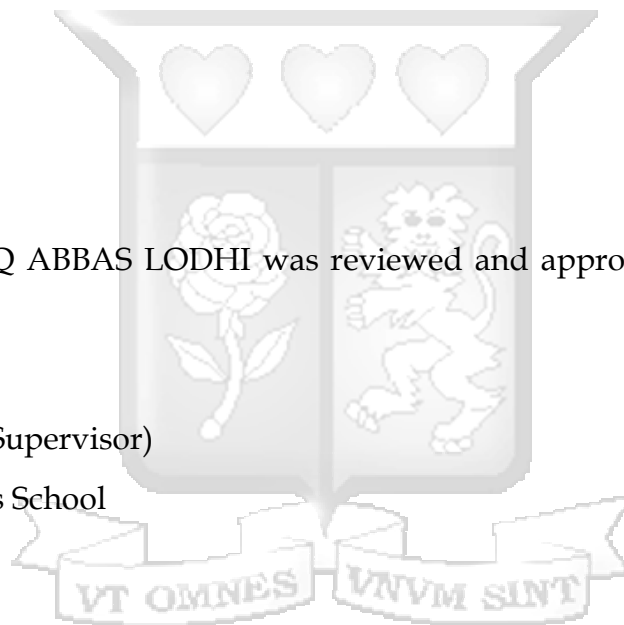 Q ABBAS LODHI was reviewed and appro
Supervisor)
s School
VT OMNES VNVM SINT